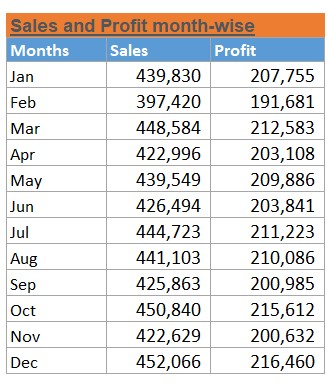 Sales and Profit month-wise
Months Sales Profit
Jan 439,830 207,755
Feb 397,420 191,681
Mar 448,584 212,583
Apr 422,996 203,108
May 439,549 209,886
Jun 426,494 203,841
Jul 444,723 211,223
Aug 441,103 210,086
Sep 425,863 200,985
Oct 450,840 215,612
Nov 422,629 200,632
Dec 452,066 216,460